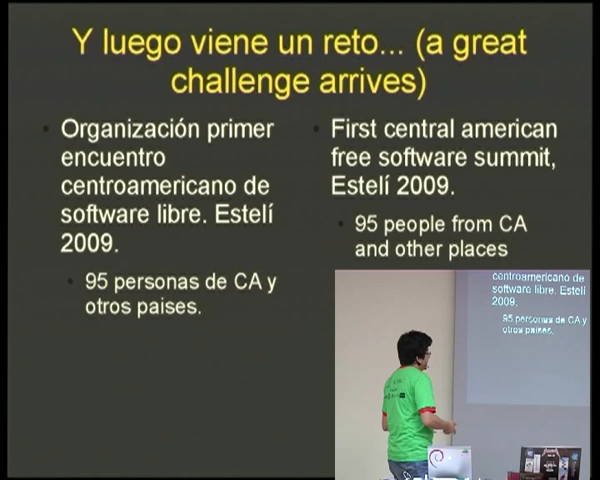 Y luego viene un reto... (a great
challenge arrives)
Organización primer
encuentro
centroamericano de
software libre. Estelí
2009.
95 personas de CA y
otros paises.
First central american
free software summit,
Estelí 2009.
95 people from CA
and other places
centroamericano de
software libre. Estelí
2009.
95 personas de CA y
otros paises.